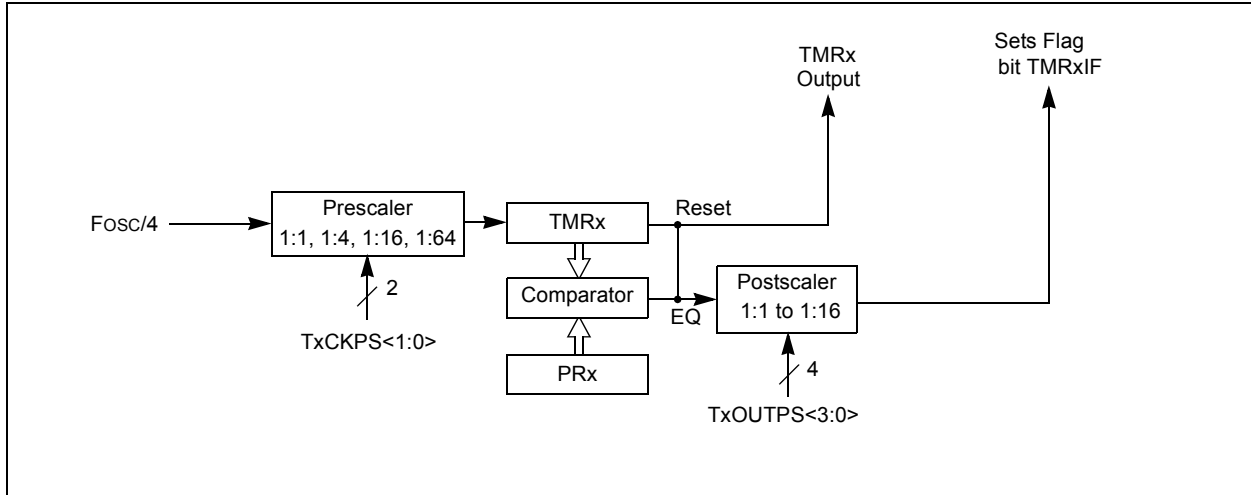 TMRx
Output
Sets Flag
bit TMRxIF
FOSC/4
Prescaler
1:1, 1:4, 1:16, 1:64
2
TxCKPS<1:0>
TMRx
Reset
Comparator
EQ
PRx
Postscaler
1:1 to 1:16
4
TxOUTPS<3:0>